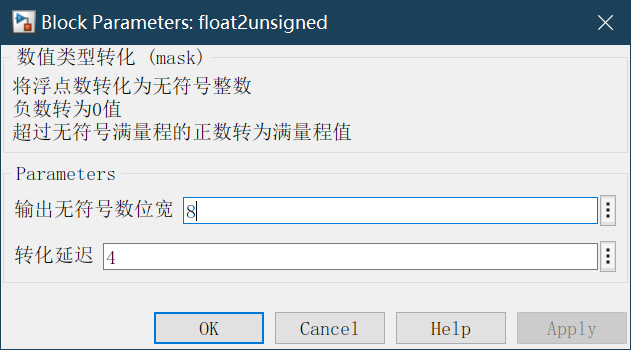 Block Parameters: float2unsigned
数值类型转化 (mask)
将浮点数转化为无符号整数
负数转为0值
超过无符号满量程的正数转为满量程值
Parameters
输出无符号数位宽 8
转化延迟 4
OK Cancel Help Apply